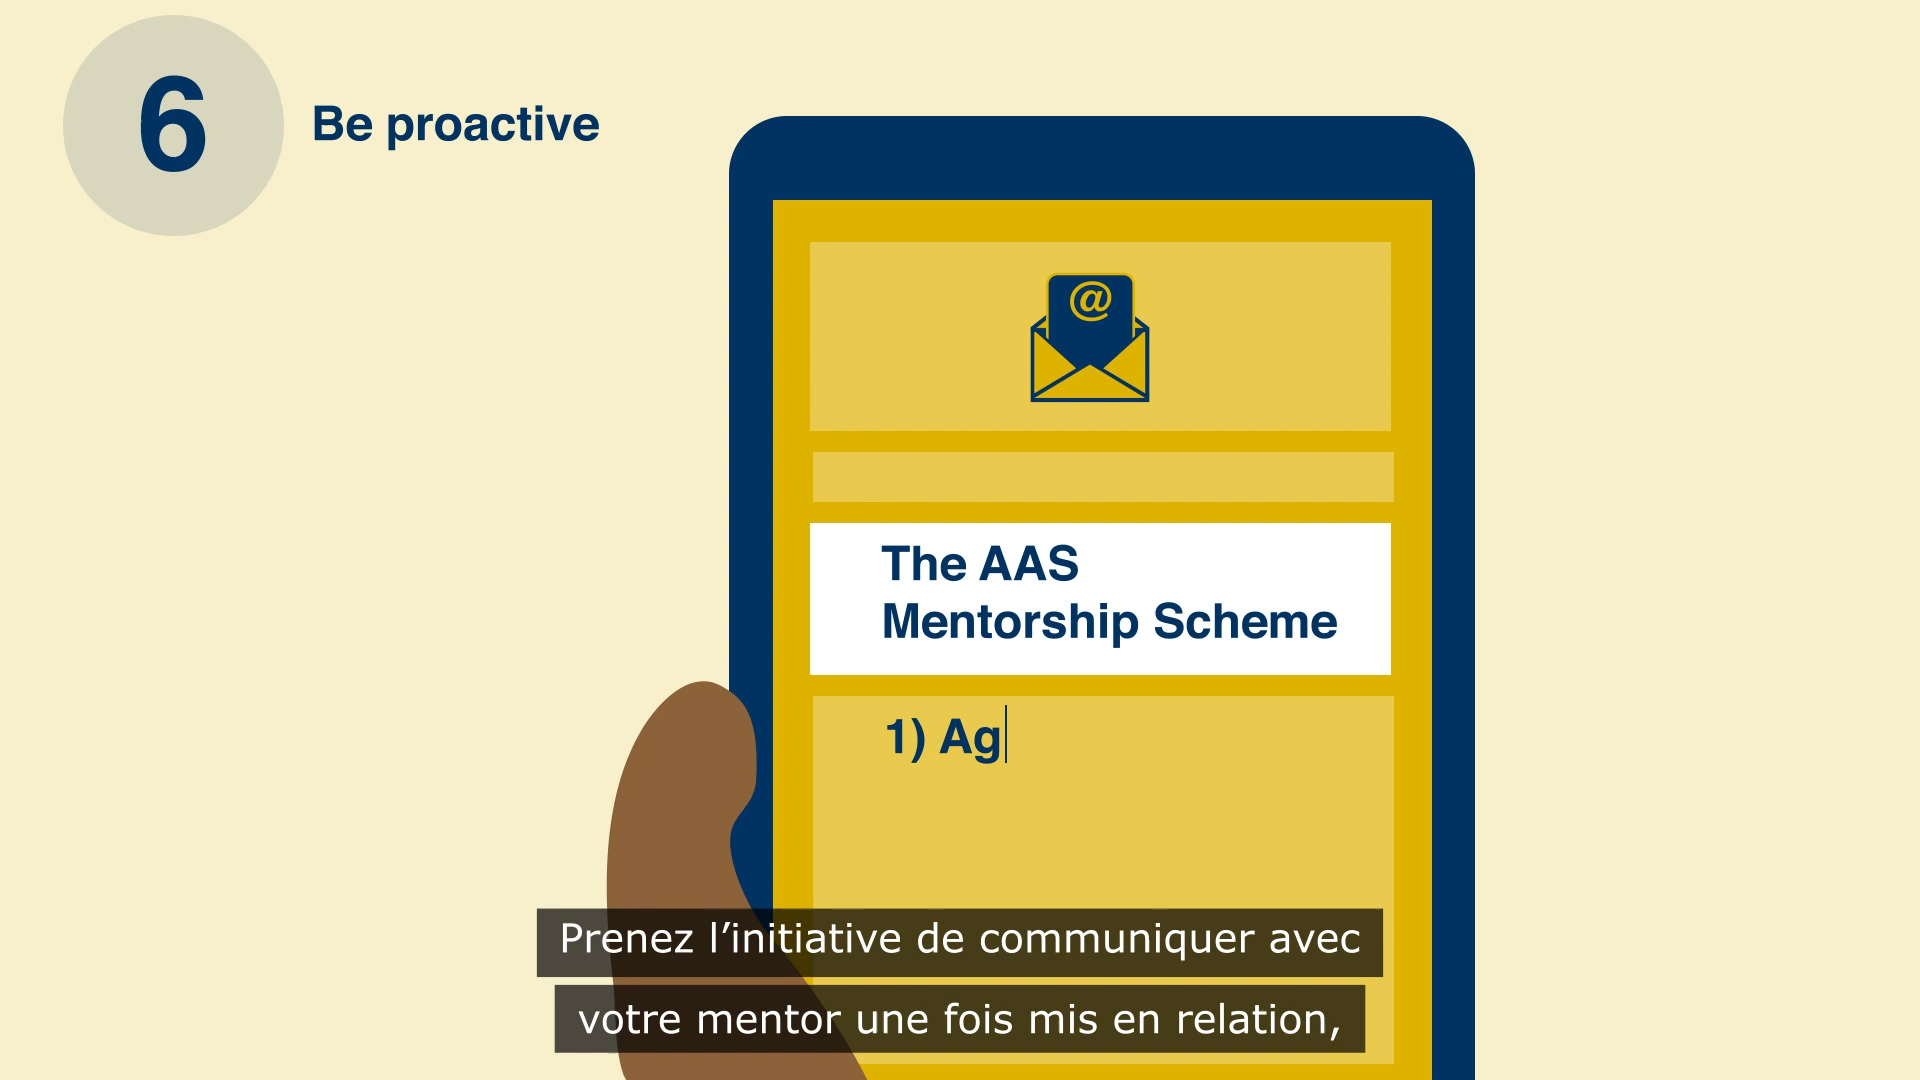 6
Be proactive
@
The AAS
Mentorship Scheme
1) Ag
Prenez l’initiative de communiquer avec
votre mentor une fois mis en relation,